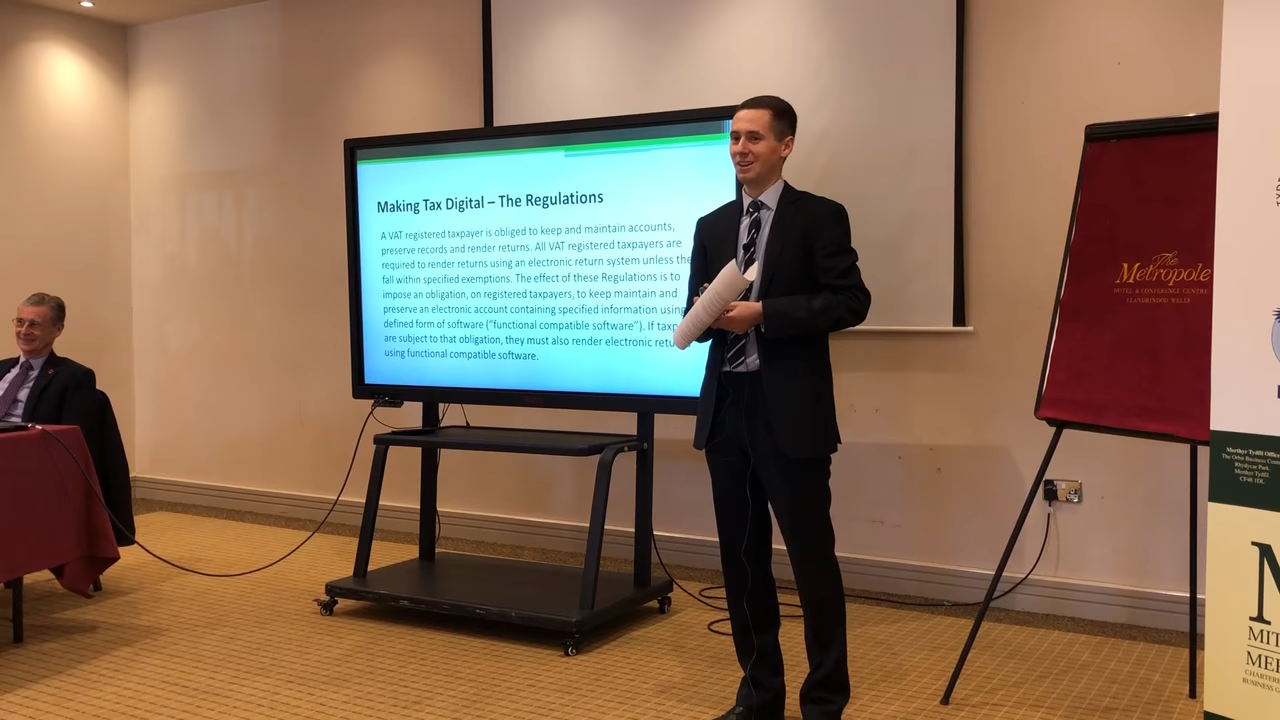 Making Tax Digital – The Regulations
A VAT registered taxpayer is obliged to keep and maintain accounts,
preserve records and render returns. All VAT registered taxpayers are
required to render returns using an electronic return system unless the
fall within specified exemptions. The effect of these Regulations is to
impose an obligation, on registered taxpayers, to keep maintain and
preserve an electronic account containing specified information using
defined form of software ("functional compatible software"). If taxp
are subject to that obligation, they must also render electronic retu
using functional compatible software.
The
Metropole
HOTEL & CONFERENCE CENTRE
LLANDRINDOD WELLS
Merthyr Tydfil Office
The Orbit Business Cent
Rhydycar Park
Merthyr Tydfil
CF48 1DL
M
MIT
MEE
CHARTERE
BUSINESS